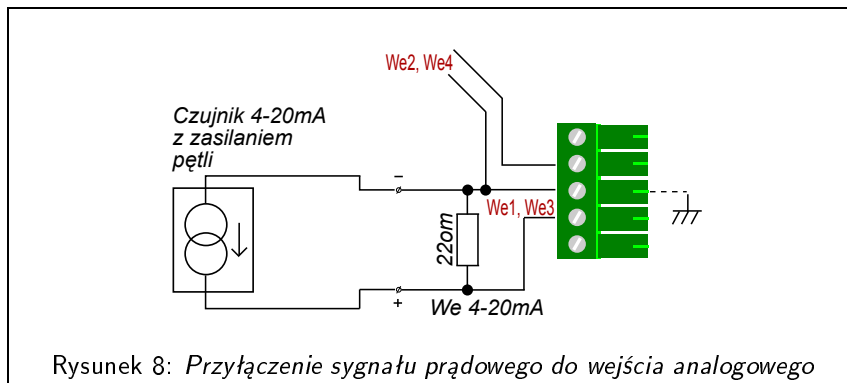 We2, We4
Czujnik 4-20mA
z zasilaniem
pętli
−
We1, We3
22om
+
We 4-20mA
Rysunek 8: Przyłączenie sygnału prądowego do wejścia analogowego